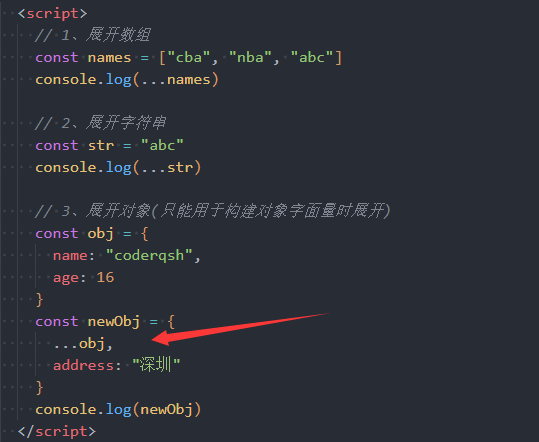 <script>
// 1、展开数组
const names = ["cba", "nba", "abc"]
console.log(...names)
// 2、展开字符串
const str = "abc"
console.log(...str)
// 3、展开对象(只能用于构建对象字面量时展开)
const obj = {
name: "coderqsh",
age: 16
}
const newObj = {
...obj,
address: "深圳"
}
console.log(newObj)
</script>